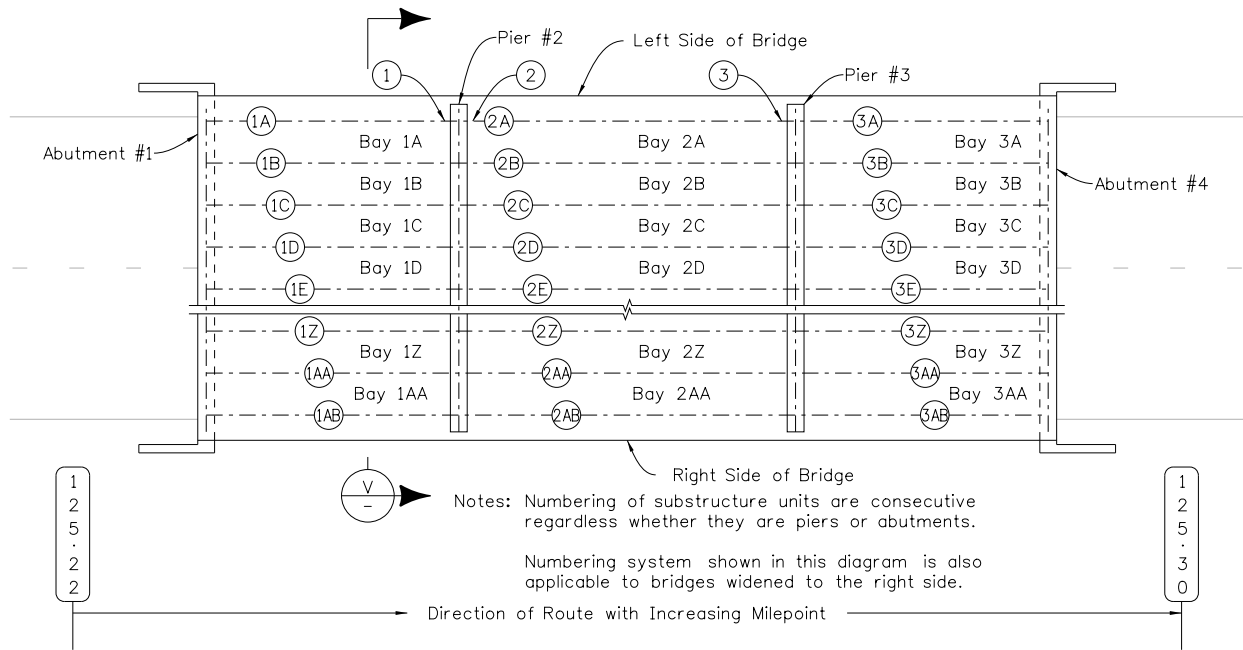 Pier #2
Left Side of Bridge
1
2
3
Pier #3
1A
2A
3A
Abutment #1
Bay 1A
Bay 2A
Bay 3A
1B
2B
3B
Bay 1B
Bay 2B
Bay 3B
Abutment #4
1C
2C
3C
Bay 1C
Bay 2C
Bay 3C
1D
2D
3D
Bay 1D
Bay 2D
Bay 3D
1E
2E
3E
1Z
2Z
3Z
Bay 1Z
Bay 2Z
Bay 3Z
1AA
2AA
3AA
Bay 1AA
Bay 2AA
Bay 3AA
1AB
2AB
3AB
Right Side of Bridge
125.22
V
-
Notes: Numbering of substructure units are consecutive
regardless whether they are piers or abutments.
Numbering system shown in this diagram is also
applicable to bridges widened to the right side.
125.30
Direction of Route with Increasing Milepoint